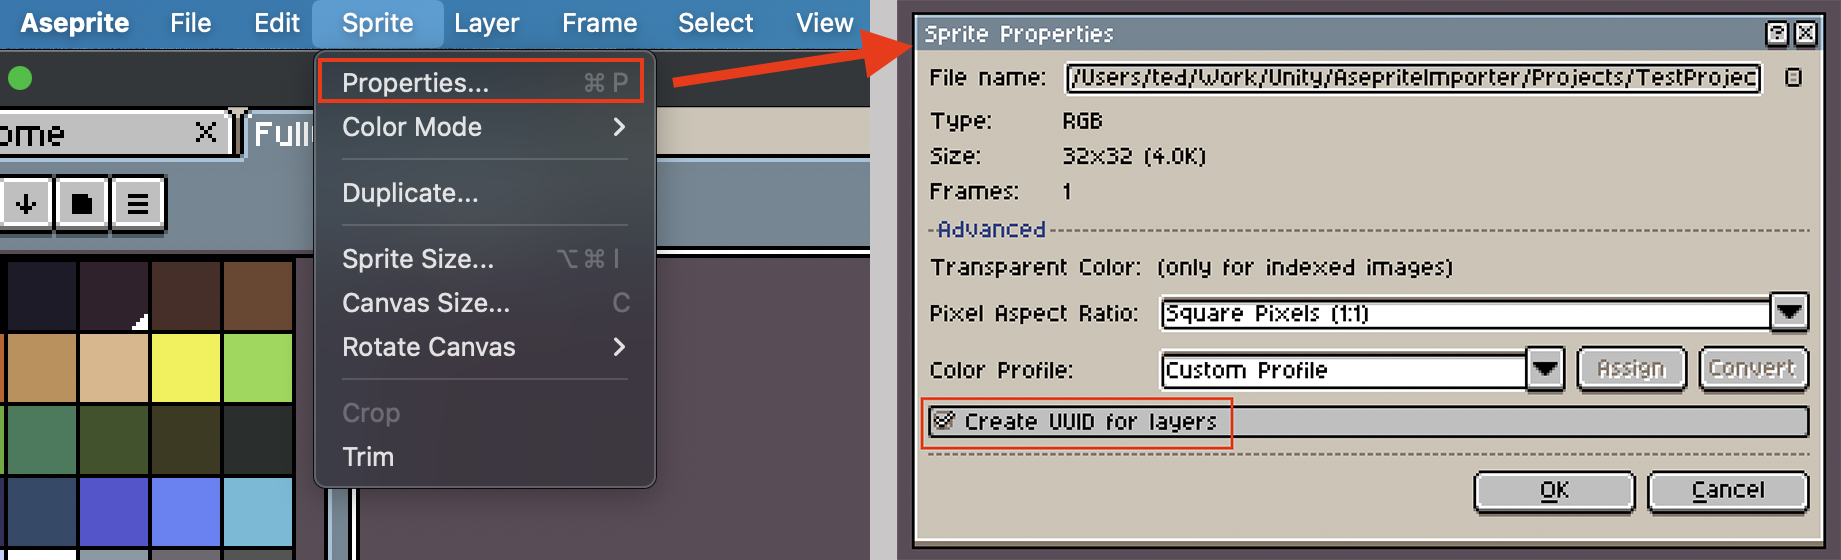 Aseprite File Edit Sprite Layer Frame Select View
Properties... ⌘ P
Color Mode
Duplicate...
Sprite Size... ⌥ ⌘ I
Canvas Size... C
Rotate Canvas
Crop
Trim
ome
Full
Sprite Properties
File name: /Users/ted/Work/Unity/AsepriteImporter/Projects/TestProjec
Type: RGB
Size: 32x32 (4.0K)
Frames: 1
Advanced
Transparent Color: (only for indexed images)
Pixel Aspect Ratio: Square Pixels (1:1)
Color Profile: Custom Profile Assign Convert
Create UUID for layers
OK Cancel